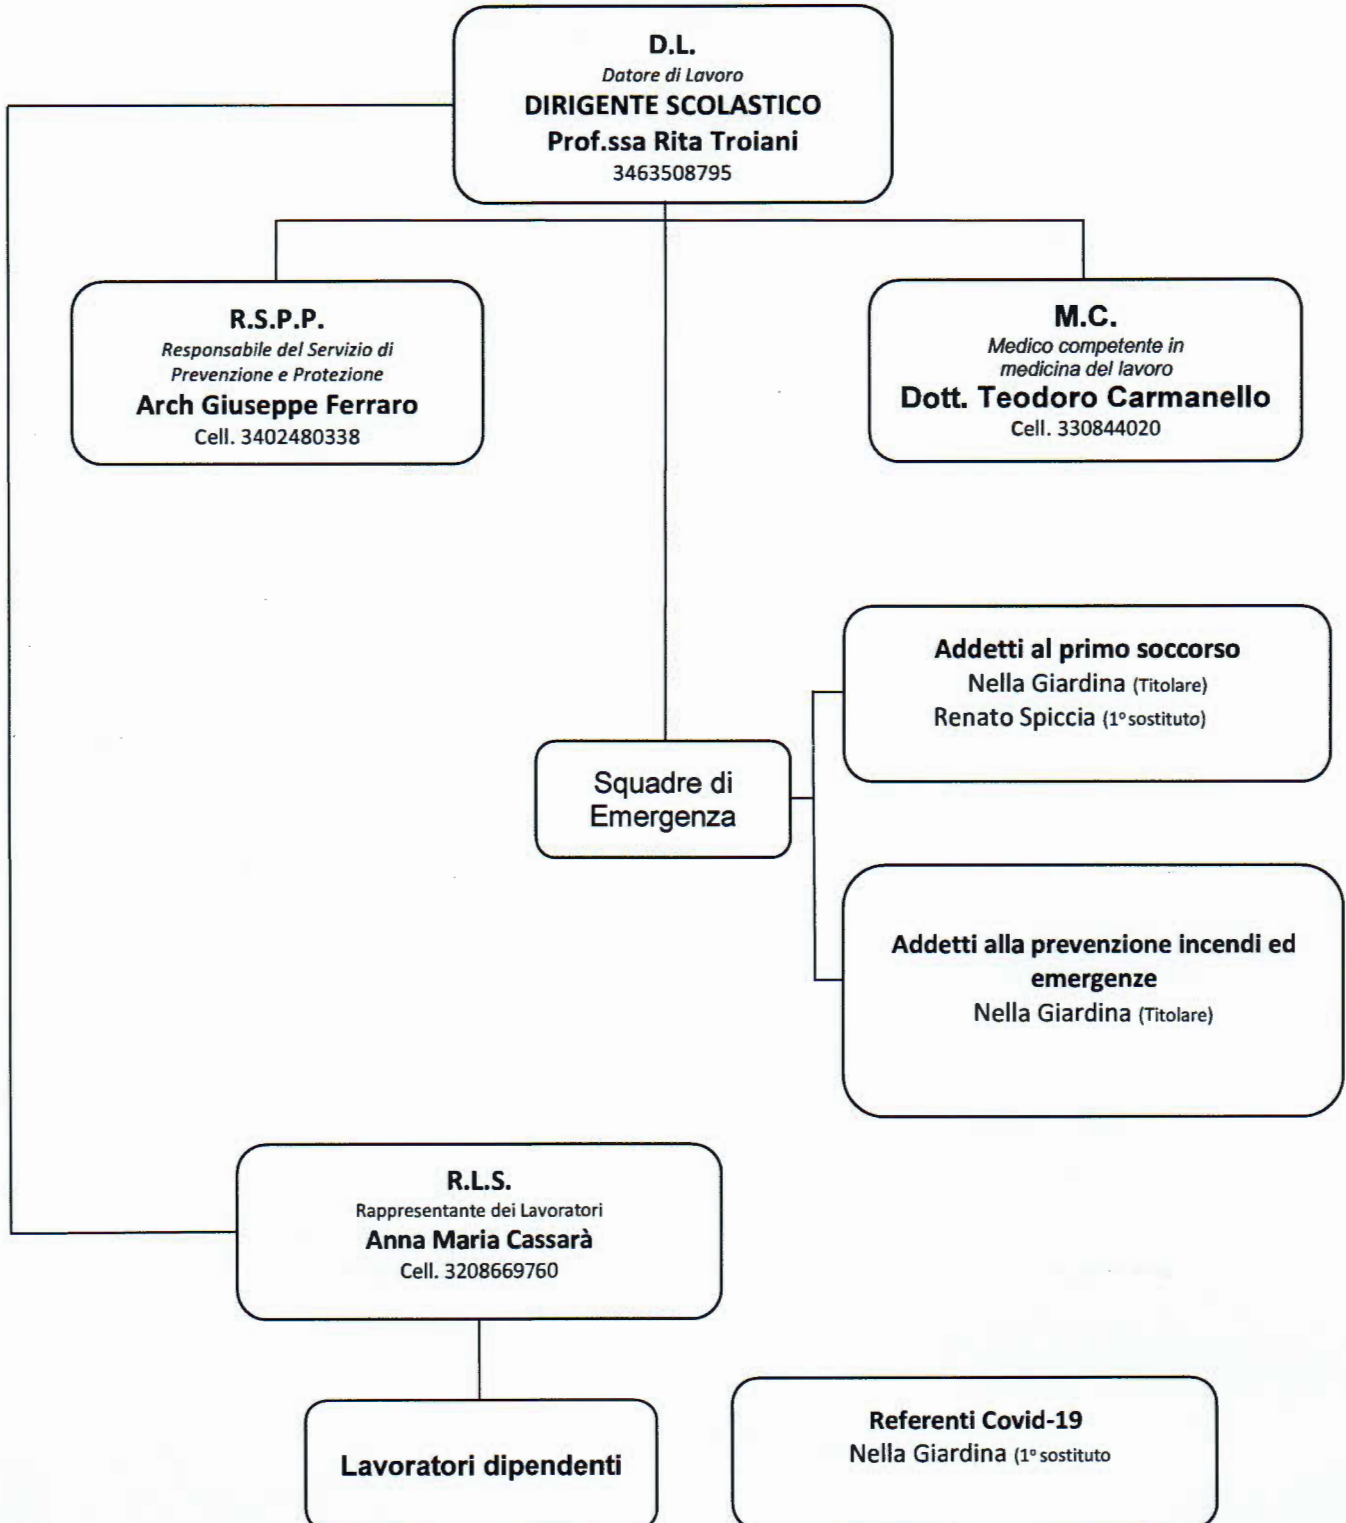 D.L.
Datore di Lavoro
DIRIGENTE SCOLASTICO
Prof.ssa Rita Troiani
3463508795
R.S.P.P.
Responsabile del Servizio di
Prevenzione e Protezione
Arch Giuseppe Ferraro
Cell. 3402480338
M.C.
Medico competente in
medicina del lavoro
Dott. Teodoro Carmanello
Cell. 330844020
Addetti al primo soccorso
Nella Giardina (Titolare)
Renato Spiccia (1° sostituto)
Squadre di
Emergenza
Addetti alla prevenzione incendi ed
emergenze
Nella Giardina (Titolare)
R.L.S.
Rappresentante dei Lavoratori
Anna Maria Cassarà
Cell. 3208669760
Lavoratori dipendenti
Referenti Covid-19
Nella Giardina (1° sostituto